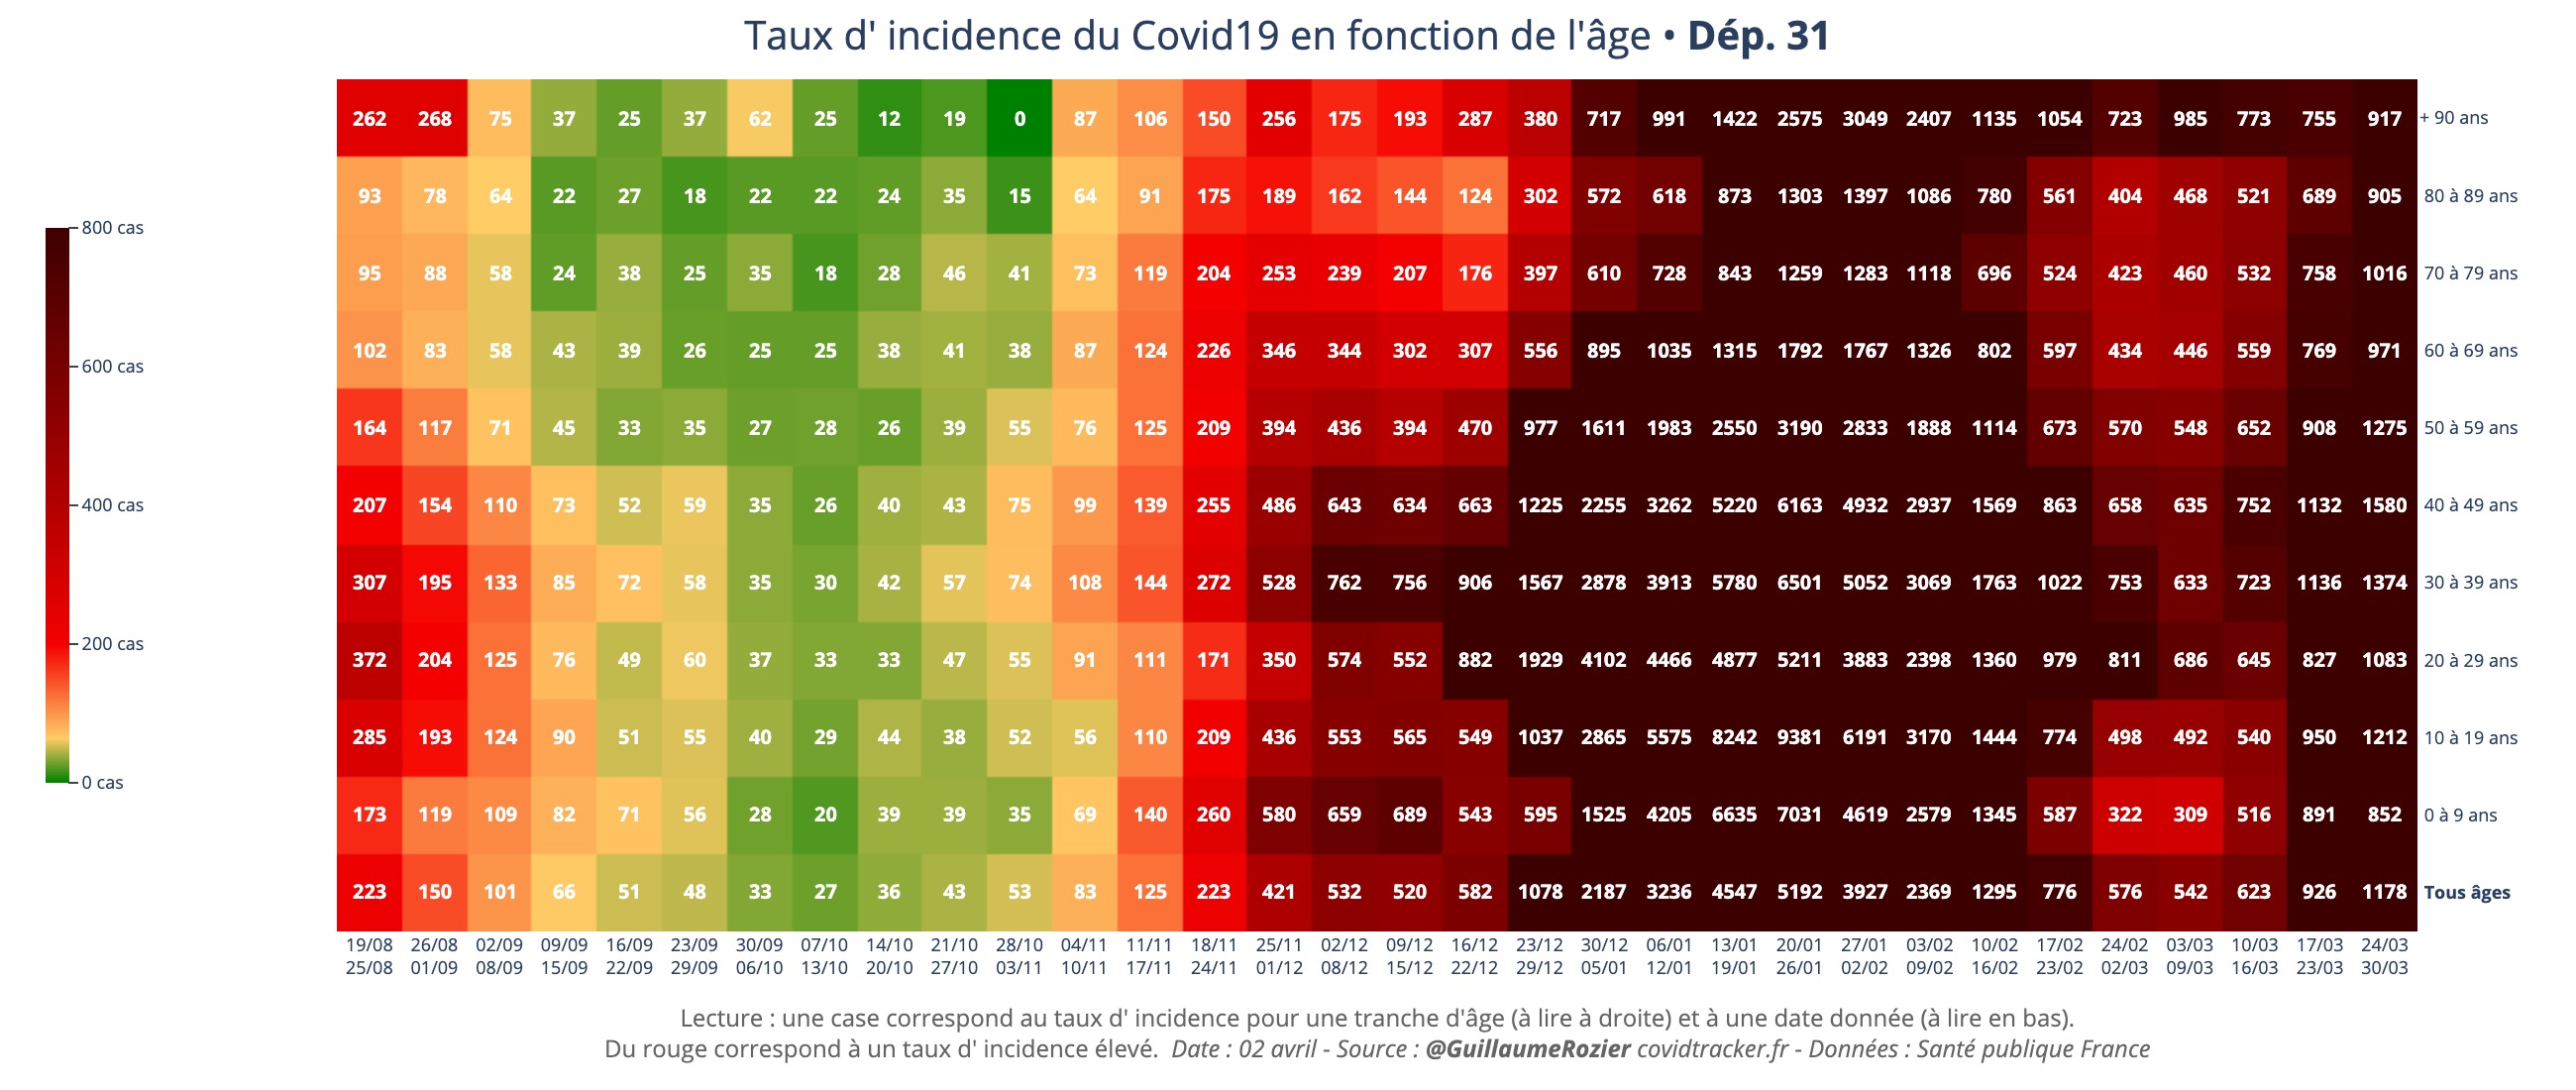 Taux d' incidence du Covid19 en fonction de l'âge • Dép. 31
262 268 75 37 25 37 62 25 12 19 0 87 106 150 256 175 193 287 380 717 991 1422 2575 3049 2407 1135 1054 723 985 773 755 917 + 90 ans
93 78 64 22 27 18 22 22 24 35 15 64 91 175 189 162 144 124 302 572 618 873 1303 1397 1086 780 561 404 468 521 689 905 80 à 89 ans
800 cas
95 88 58 24 38 25 35 18 28 46 41 73 119 204 253 239 207 176 397 610 728 843 1259 1283 1118 696 524 423 460 532 758 1016 70 à 79 ans
102 83 58 43 39 26 25 25 38 41 38 87 124 226 346 344 302 307 556 895 1035 1315 1792 1767 1326 802 597 434 446 559 769 971 60 à 69 ans
600 cas
164 117 71 45 33 35 27 28 26 39 55 76 125 209 394 436 394 470 977 1611 1983 2550 3190 2833 1888 1114 673 570 548 652 908 1275 50 à 59 ans
400 cas
207 154 110 73 52 59 35 26 40 43 75 99 139 255 486 643 634 663 1225 2255 3262 5220 6163 4932 2937 1569 863 658 635 752 1132 1580 40 à 49 ans
307 195 133 85 72 58 35 30 42 57 74 108 144 272 528 762 756 906 1567 2878 3913 5780 6501 5052 3069 1763 1022 753 633 723 1136 1374 30 à 39 ans
200 cas
372 204 125 76 49 60 37 33 33 47 55 91 111 171 350 574 552 882 1929 4102 4466 4877 5211 3883 2398 1360 979 811 686 645 827 1083 20 à 29 ans
285 193 124 90 51 55 40 29 44 38 52 56 110 209 436 553 565 549 1037 2865 5575 8242 9381 6191 3170 1444 774 498 492 540 950 1212 10 à 19 ans
0 cas
173 119 109 82 71 56 28 20 39 39 35 69 140 260 580 659 689 543 595 1525 4205 6635 7031 4619 2579 1345 587 322 309 516 891 852 0 à 9 ans
223 150 101 66 51 48 33 27 36 43 53 83 125 223 421 532 520 582 1078 2187 3236 4547 5192 3927 2369 1295 776 576 542 623 926 1178 Tous âges
19/08 26/08 02/09 09/09 16/09 23/09 30/09 07/10 14/10 21/10 28/10 04/11 11/11 18/11 25/11 02/12 09/12 16/12 23/12 30/12 06/01 13/01 20/01 27/01 03/02 10/02 17/02 24/02 03/03 10/03 17/03 24/03
25/08 01/09 08/09 15/09 22/09 29/09 06/10 13/10 20/10 27/10 03/11 10/11 17/11 24/11 01/12 08/12 15/12 22/12 29/12 05/01 12/01 19/01 26/01 02/02 09/02 16/02 23/02 02/03 09/03 16/03 23/03 30/03
Lecture : une case correspond au taux d' incidence pour une tranche d'âge (à lire à droite) et à une date donnée (à lire en bas).
Du rouge correspond à un taux d' incidence élevé. Date : 02 avril - Source : @GuillaumeRozier covidtracker.fr - Données : Santé publique France